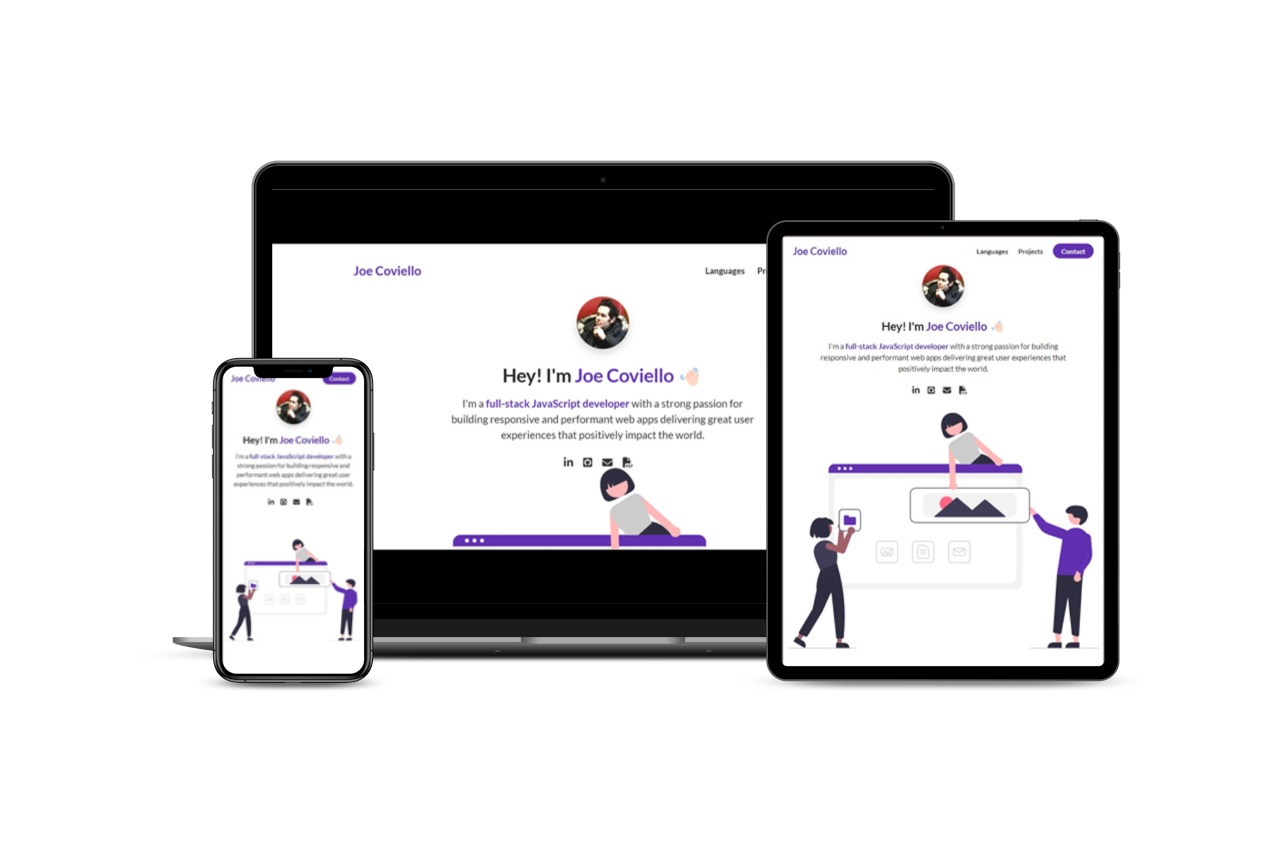 Joe Coviello
Languages Pr
Hey! I'm Joe Coviello
I'm a full-stack JavaScript developer with a strong passion for
building responsive and performant web apps delivering great user
experiences that positively impact the world.
Joe Coviello
Languages Projects Contact
Hey! I'm Joe Coviello
I'm a full-stack JavaScript developer with a strong passion for building
responsive and performant web apps delivering great user experiences that
positively impact the world.
Joe Coviello
Contact
Hey! I'm Joe Coviello
I'm a full-stack JavaScript developer with a
strong passion for building responsive and
performant web apps delivering great user
experiences that positively impact the world.